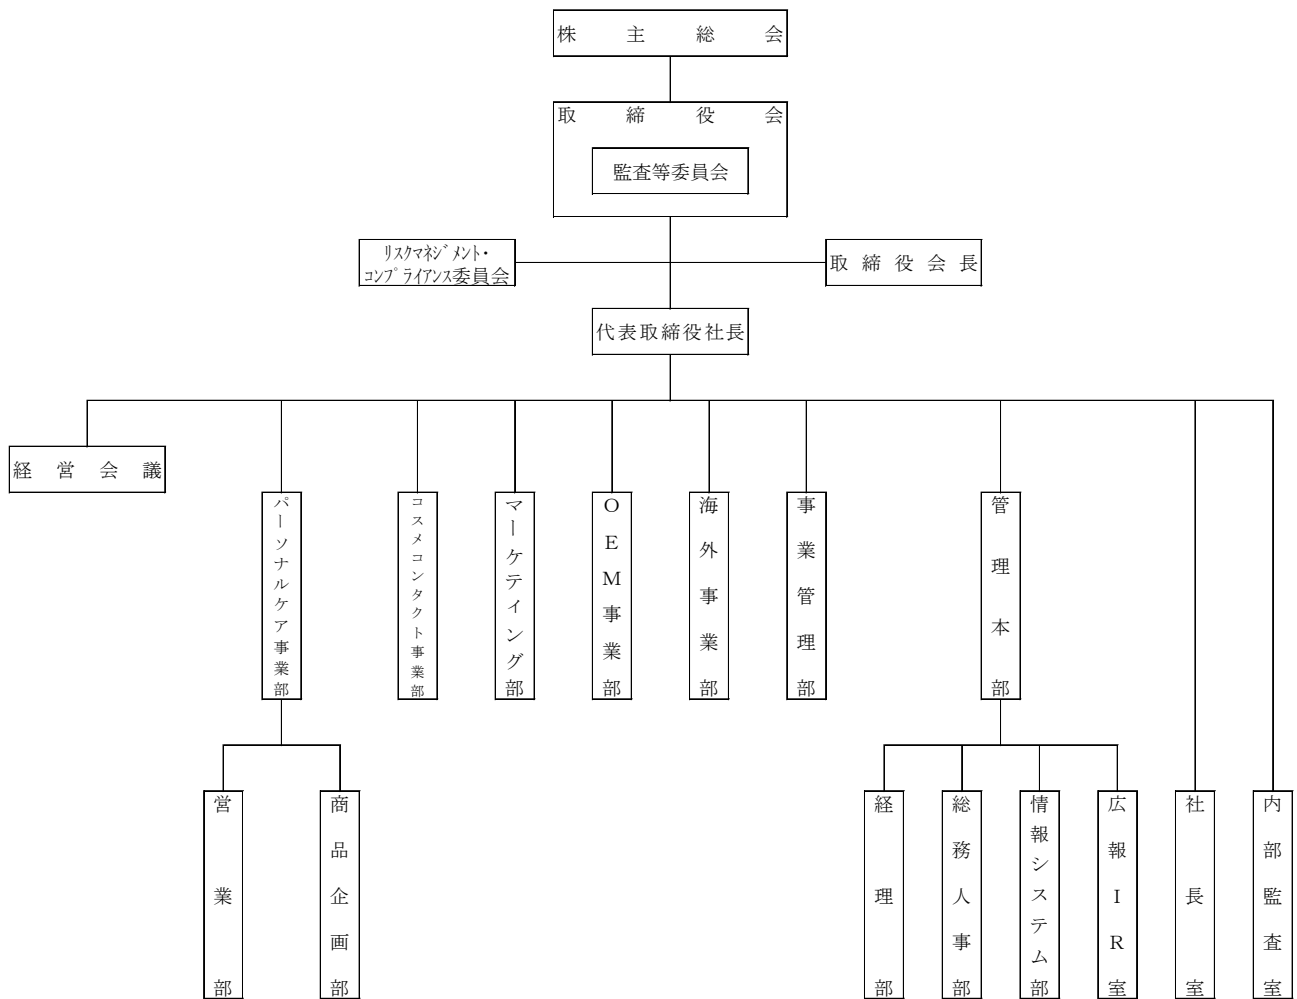 株主総会
取締役会
監査等委員会
ﾘｽｸﾏﾈｼﾞﾒﾝﾄ・
ｺﾝﾌﾟﾗｲｱﾝｽ委員会
取締役会長
代表取締役社長
経営会議
パーソナルケア事業部
コスメコンタクト事業部
マーケティング部
OEM事業部
海外事業部
事業管理部
管理本部
営業部
商品企画部
経理部
総務人事部
情報システム部
広報IR室
社長室
内部監査室